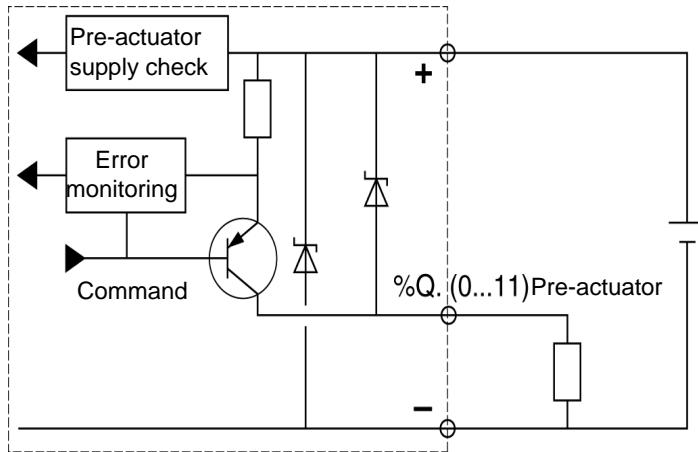 Pre-actuator
supply check
+
Error
monitoring
Command
%Q. (0...11) Pre-actuator
−